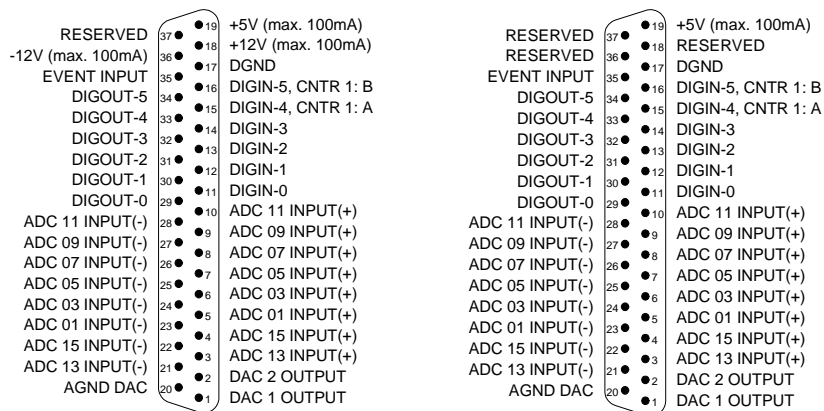 RESERVED 37
-12V (max. 100mA) 36
EVENT INPUT 35
DIGOUT-5 34
DIGOUT-4 33
DIGOUT-3 32
DIGOUT-2 31
DIGOUT-1 30
DIGOUT-0 29
ADC 11 INPUT(-) 28
ADC 09 INPUT(-) 27
ADC 07 INPUT(-) 26
ADC 05 INPUT(-) 25
ADC 03 INPUT(-) 24
ADC 01 INPUT(-) 23
ADC 15 INPUT(-) 22
ADC 13 INPUT(-) 21
AGND DAC 20
19 +5V (max. 100mA)
18 +12V (max. 100mA)
17 DGND
16 DIGIN-5, CNTR 1: B
15 DIGIN-4, CNTR 1: A
14 DIGIN-3
13 DIGIN-2
12 DIGIN-1
11 DIGIN-0
10 ADC 11 INPUT(+)
9 ADC 09 INPUT(+)
8 ADC 07 INPUT(+)
7 ADC 05 INPUT(+)
6 ADC 03 INPUT(+)
5 ADC 01 INPUT(+)
4 ADC 15 INPUT(+)
3 ADC 13 INPUT(+)
2 DAC 2 OUTPUT
1 DAC 1 OUTPUT
RESERVED 37
RESERVED 36
EVENT INPUT 35
DIGOUT-5 34
DIGOUT-4 33
DIGOUT-3 32
DIGOUT-2 31
DIGOUT-1 30
DIGOUT-0 29
ADC 11 INPUT(-) 28
ADC 09 INPUT(-) 27
ADC 07 INPUT(-) 26
ADC 05 INPUT(-) 25
ADC 03 INPUT(-) 24
ADC 01 INPUT(-) 23
ADC 15 INPUT(-) 22
ADC 13 INPUT(-) 21
AGND DAC 20
19 +5V (max. 100mA)
18 RESERVED
17 DGND
16 DIGIN-5, CNTR 1: B
15 DIGIN-4, CNTR 1: A
14 DIGIN-3
13 DIGIN-2
12 DIGIN-1
11 DIGIN-0
10 ADC 11 INPUT(+)
9 ADC 09 INPUT(+)
8 ADC 07 INPUT(+)
7 ADC 05 INPUT(+)
6 ADC 03 INPUT(+)
5 ADC 01 INPUT(+)
4 ADC 15 INPUT(+)
3 ADC 13 INPUT(+)
2 DAC 2 OUTPUT
1 DAC 1 OUTPUT